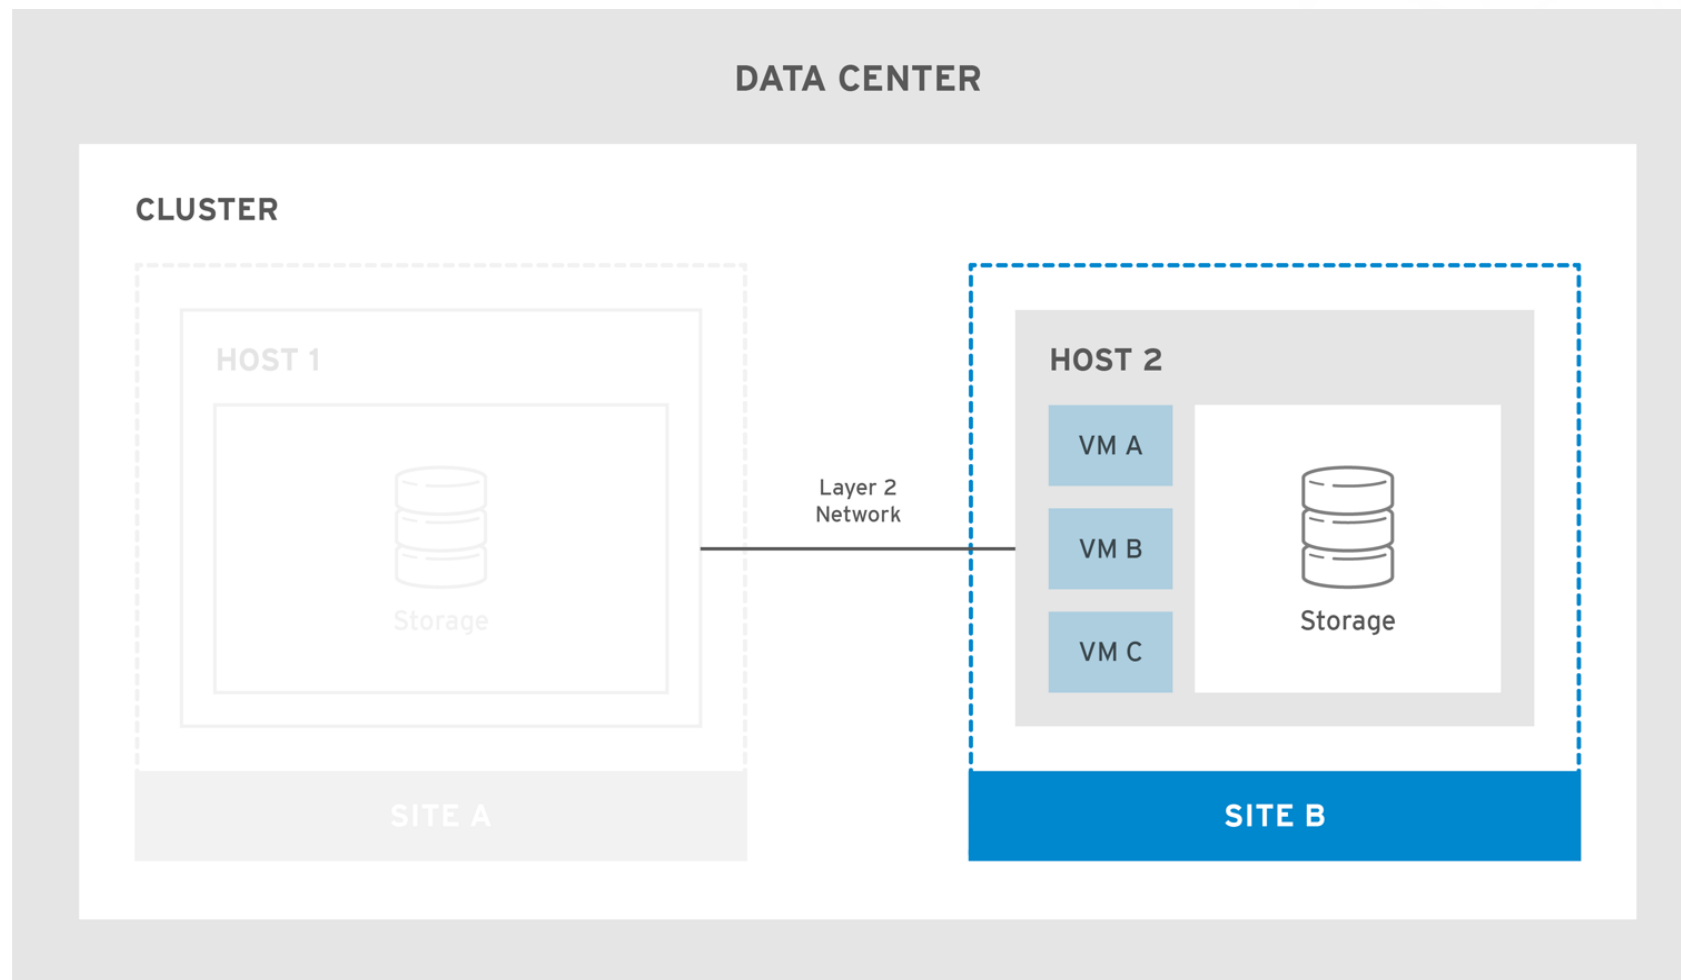 DATA CENTER
CLUSTER
HOST 1
Storage
SITE A
Layer 2
Network
HOST 2
VM A
VM B
VM C
Storage
SITE B